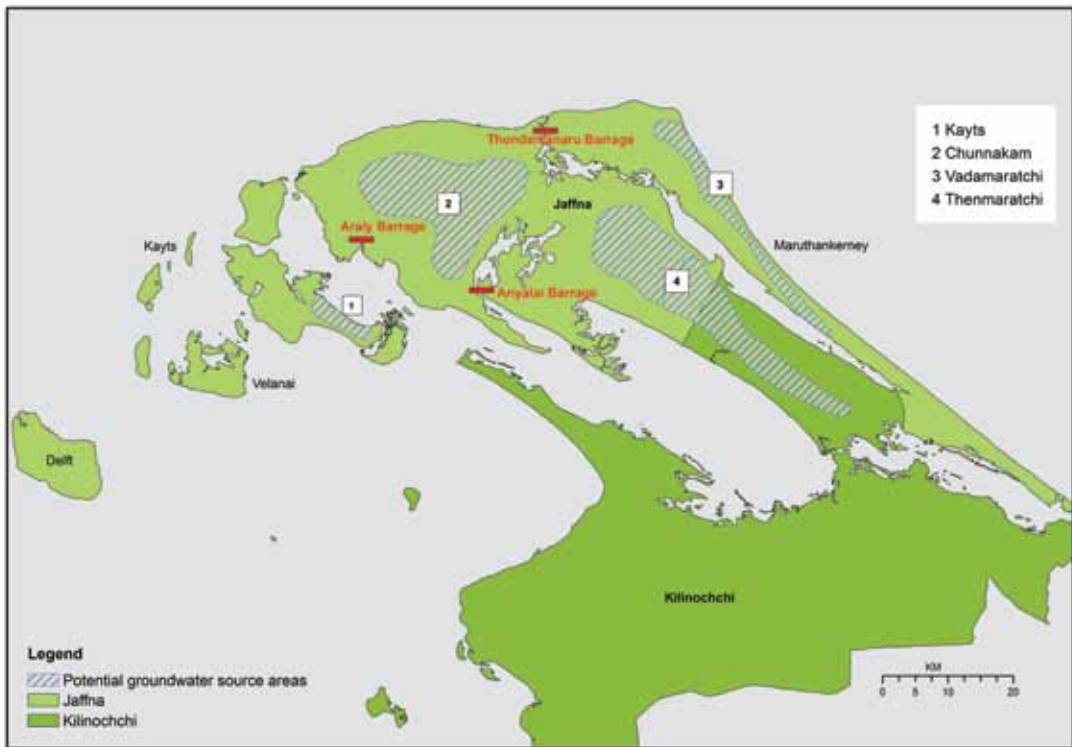 1 Kayts
2 Chunnakam
3 Vadamaratchi
4 Thenmaratchi
Thondamanaru Barrage
3
2
Jaffna
Araly Barrage
Kayts
Maruthankerney
4
Ariyalai Barrage
1
Velanai
Delft
Kilinochchi
Legend
Potential groundwater source areas
Jaffna
Kilinochchi
KM
0 5 10 20